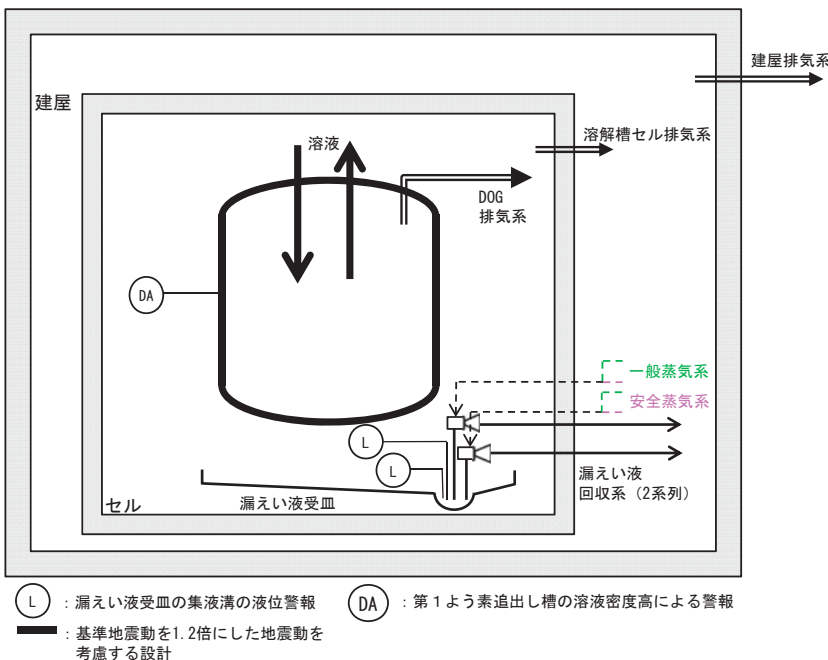 建屋排気系
建屋
溶解槽セル排気系
溶液
DOG
排気系
DA
一般蒸気系
安全蒸気系
L
L
漏えい液
回収系（2系列）
セル
漏えい液受皿
L：漏えい液受皿の集液溝の液位警報
DA：第１よう素追出し槽の溶液密度高による警報
：基準地震動を1.2倍にした地震動を
考慮する設計